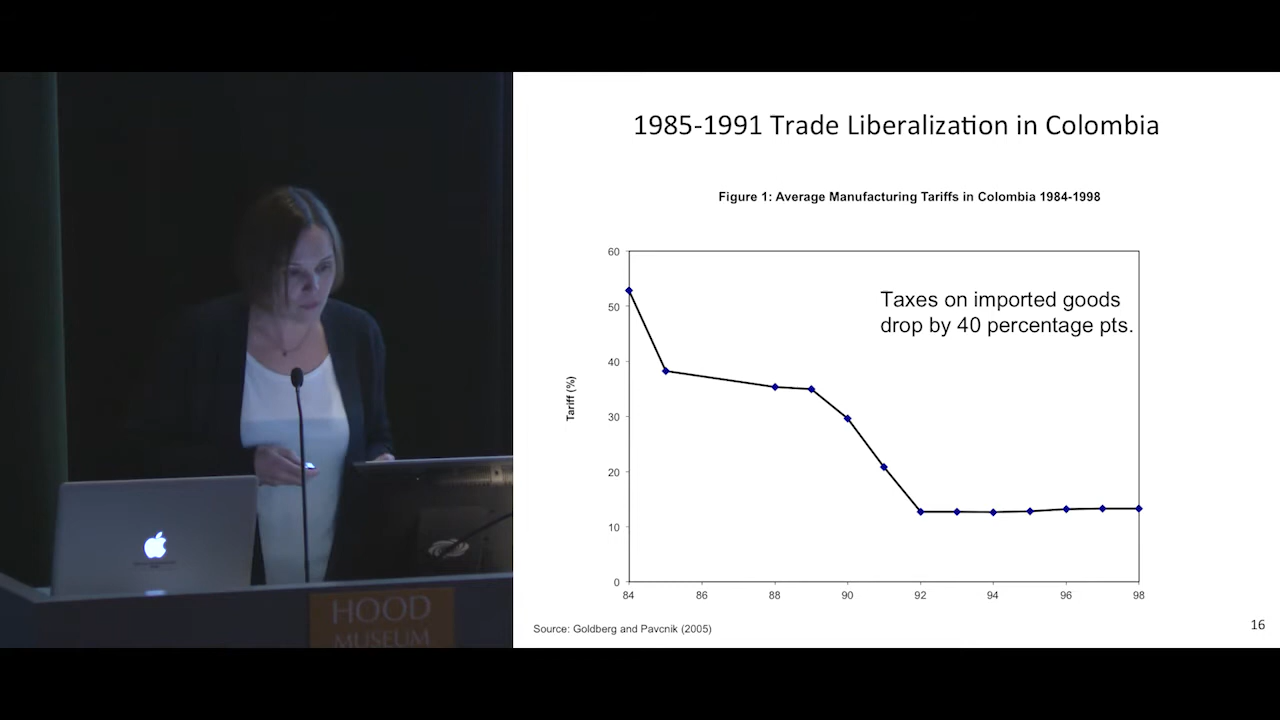 1985-1991 Trade Liberalization in Colombia
Figure 1: Average Manufacturing Tariffs in Colombia 1984-1998
Taxes on imported goods
drop by 40 percentage pts.
Tariff (%)
60
50
40
30
20
10
0
84 86 88 90 92 94 96 98
Source: Goldberg and Pavcnik (2005)
16
HOOD
MUSEUM